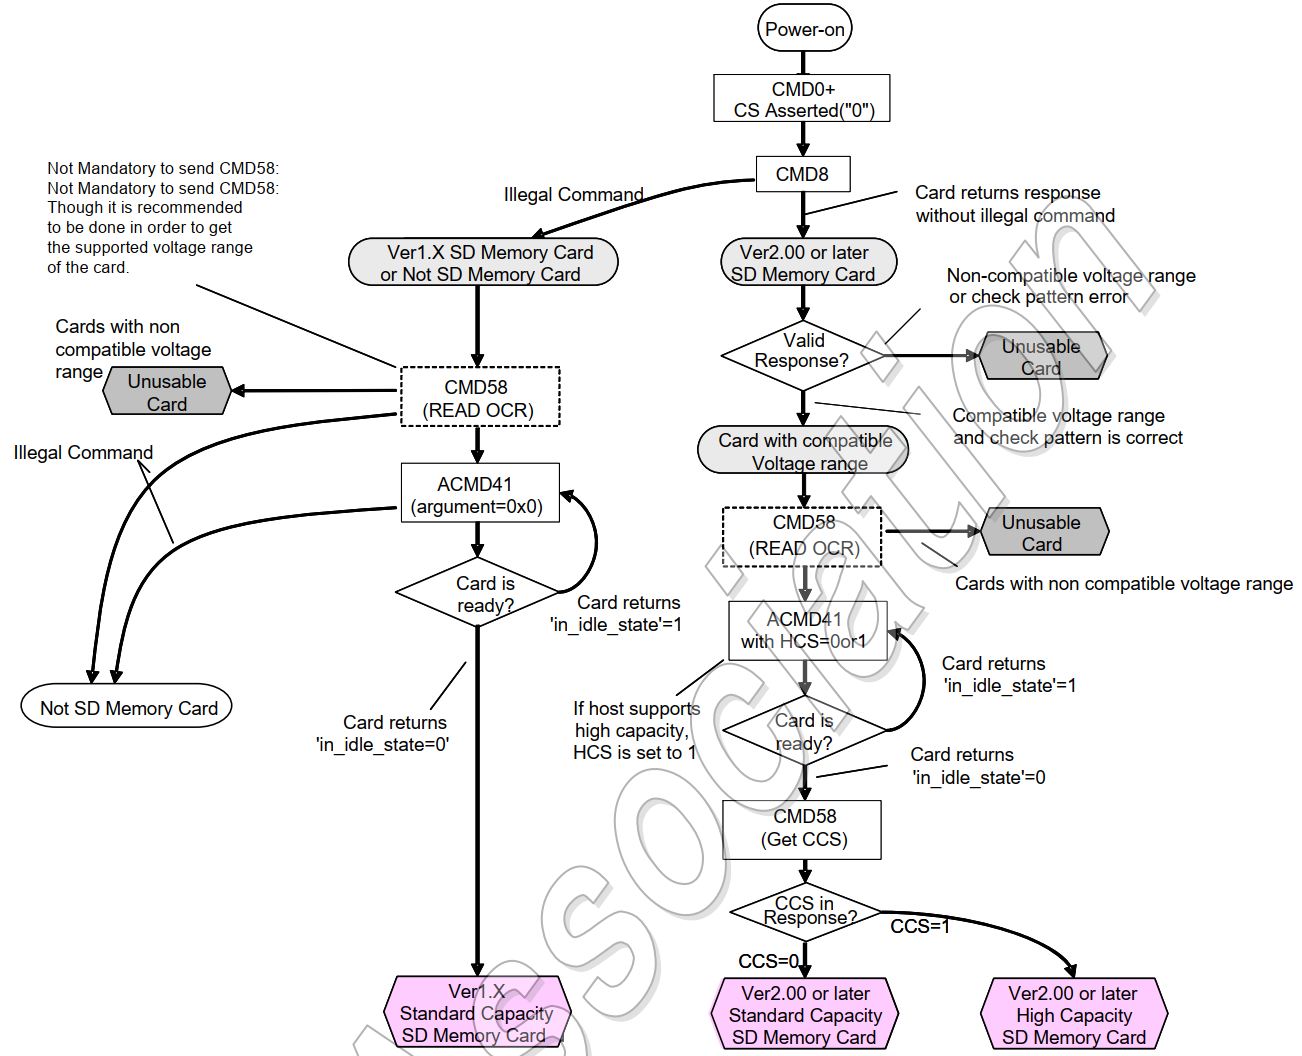 Power-on
CMD0+
CS Asserted("0")
CMD8
Illegal Command
Card returns response
without illegal command
Not Mandatory to send CMD58:
Not Mandatory to send CMD58:
Though it is recommended
to be done in order to get
the supported voltage range
of the card.
Ver1.X SD Memory Card
or Not SD Memory Card
Ver2.00 or later
SD Memory Card
Non-compatible voltage range
or check pattern error
Valid
Response?
Unusable
Card
Cards with non
compatible voltage
range
Unusable
Card
CMD58
(READ OCR)
Compatible voltage range
and check pattern is correct
Card with compatible
Voltage range
Illegal Command
ACMD41
(argument=0x0)
CMD58
(READ OCR)
Unusable
Card
Cards with non compatible voltage range
Card is
ready?
Card returns
'in_idle_state'=1
ACMD41
with HCS=0or1
Card returns
'in_idle_state'=1
Not SD Memory Card
Card returns
'in_idle_state=0'
If host supports
high capacity,
HCS is set to 1
Card is
ready?
Card returns
'in_idle_state'=0
CMD58
(Get CCS)
CCS in
Response?
CCS=1
CCS=0
Ver1.X
Standard Capacity
SD Memory Card
Ver2.00 or later
Standard Capacity
SD Memory Card
Ver2.00 or later
High Capacity
SD Memory Card
Association